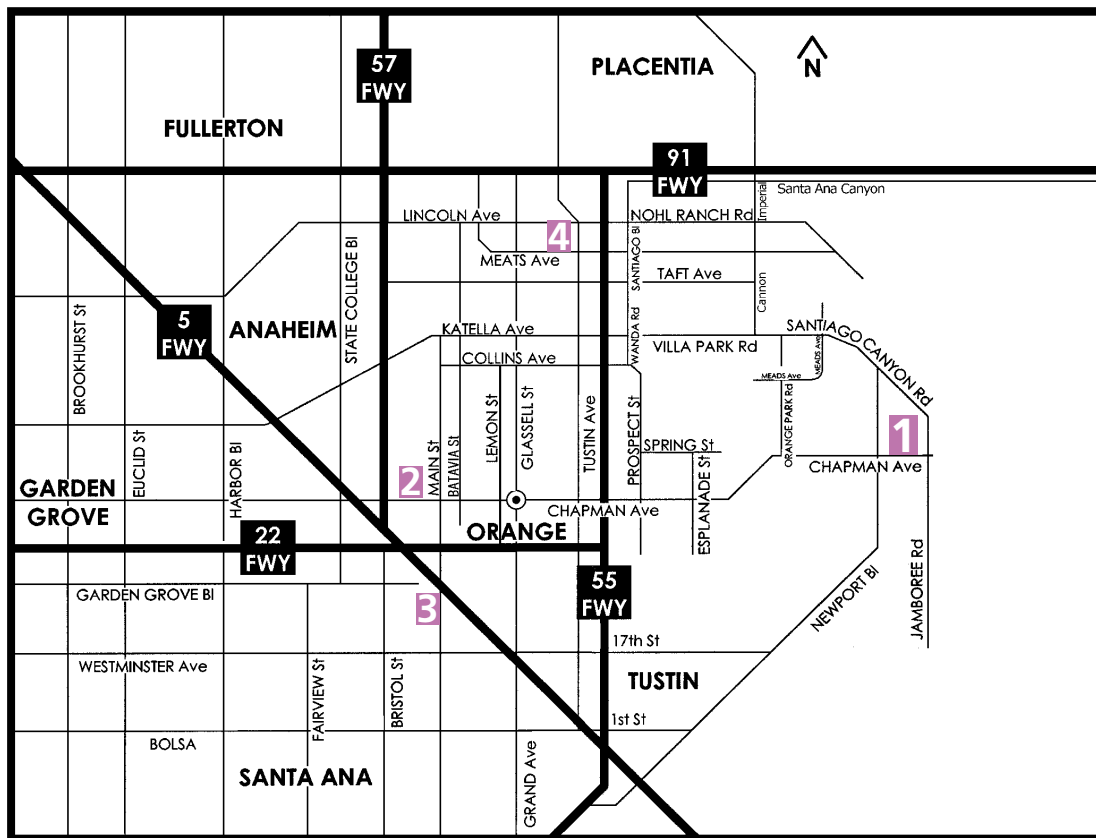 57
FWY
PLACENTIA
N
FULLERTON
91
FWY
Santa Ana Canyon
Imperial
LINCOLN Ave
NOHL RANCH Rd
4
MEATS Ave
SANTIAGO Bl
TAFT Ave
STATE COLLEGE Bl
Cannon
5
FWY
ANAHEIM
KATELLA Ave
WANDA Rd
VILLA PARK Rd
SANTIAGO CANYON Rd
MEADS Ave
COLLINS Ave
MEADS Ave
BROOKHURST St
LEMON St
GLASSELL St
TUSTIN Ave
PROSPECT St
ORANGE PARK Rd
1
EUCLID St
HARBOR Bl
MAIN St
BATAVIA St
SPRING St
ESPLANADE St
CHAPMAN Ave
2
GARDEN
GROVE
CHAPMAN Ave
ORANGE
22
FWY
55
FWY
NEWPORT Bl
JAMBOREE Rd
GARDEN GROVE Bl
3
17th St
WESTMINSTER Ave
FAIRVIEW St
BRISTOL St
TUSTIN
1st St
BOLSA
GRAND Ave
SANTA ANA